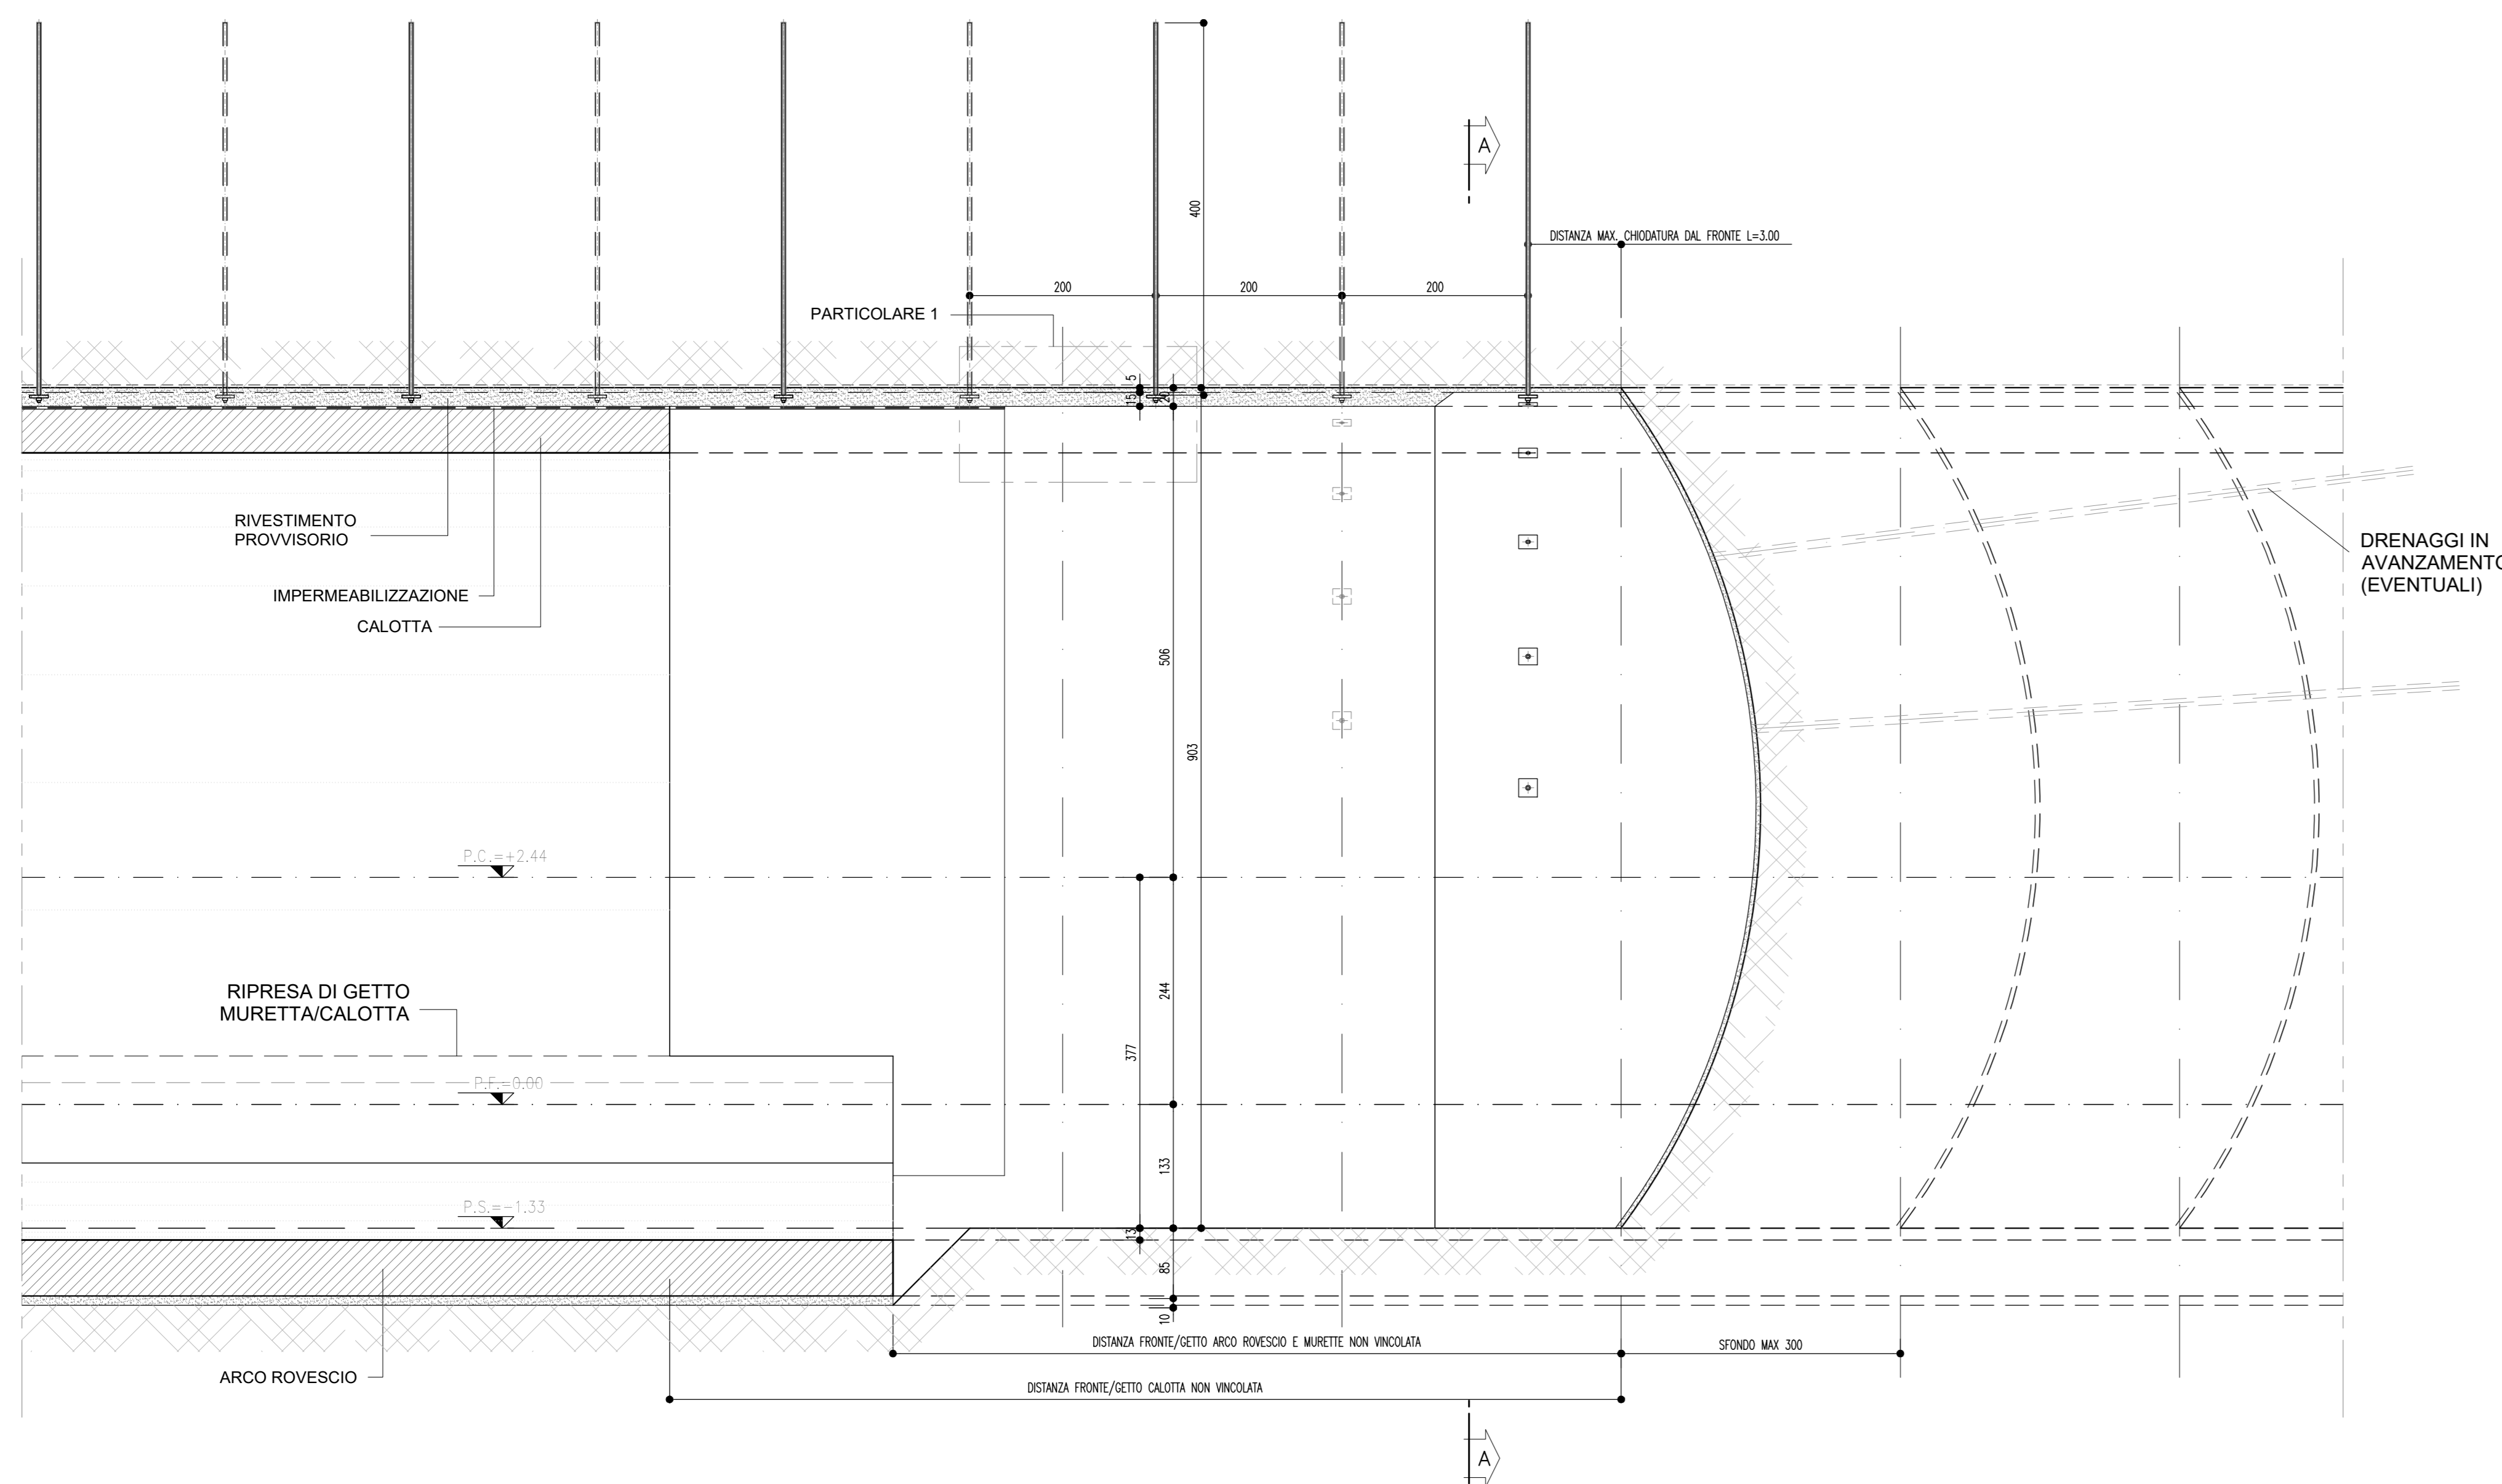 A
400
DISTANZA MAX. CHIODATURA DAL FRONTE L=3.00
200
200
200
PARTICOLARE 1
5
15
RIVESTIMENTO
PROVVISORIO
DRENAGGI IN
AVANZAMENTO
(EVENTUALI)
IMPERMEABILIZZAZIONE
CALOTTA
506
903
P.C.=+2.44
RIPRESA DI GETTO
MURETTA/CALOTTA
244
377
P.F.=0.00
133
P.S.=-1.33
13
85
10
DISTANZA FRONTE/GETTO ARCO ROVESCIO E MURETTE NON VINCOLATA
SFONDO MAX 300
ARCO ROVESCIO
DISTANZA FRONTE/GETTO CALOTTA NON VINCOLATA
A